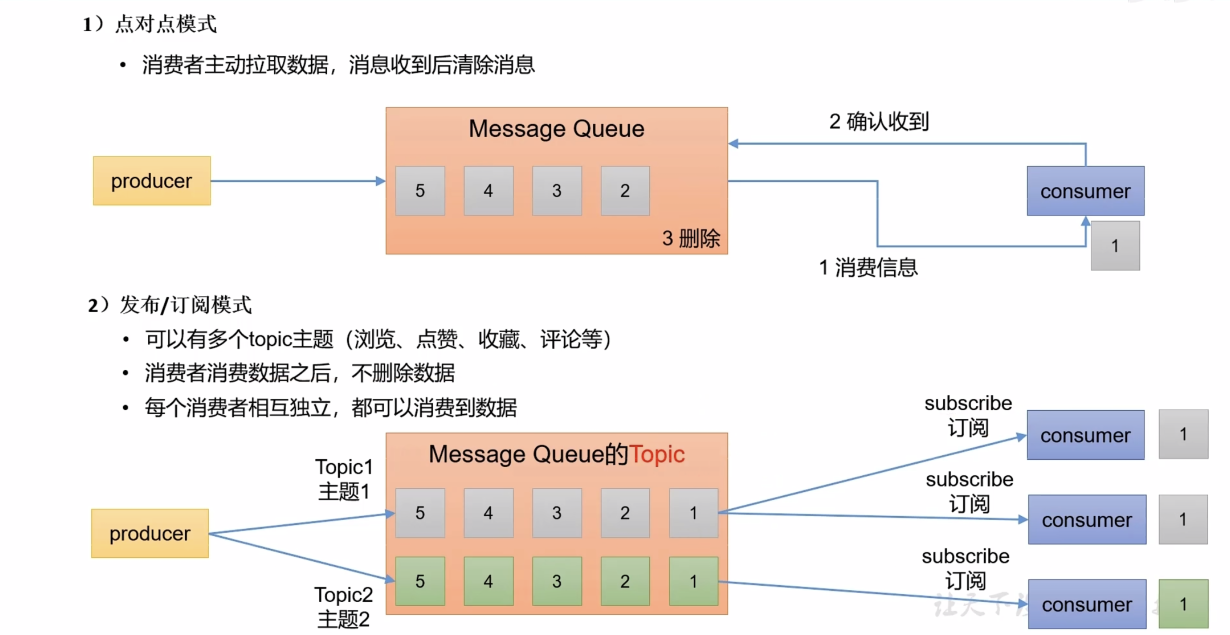 1）点对点模式
• 消费者主动拉取数据，消息收到后清除消息
Message Queue
2 确认收到
producer
5
4
3
2
consumer
3 删除
1
1 消费信息
2）发布/订阅模式
• 可以有多个topic主题（浏览、点赞、收藏、评论等）
• 消费者消费数据之后，不删除数据
• 每个消费者相互独立，都可以消费到数据
Message Queue的Topic
Topic1
主题1
producer
5
4
3
2
1
5
4
3
2
1
Topic2
主题2
subscribe
订阅
consumer
1
subscribe
订阅
consumer
1
subscribe
订阅
consumer
1
让天下